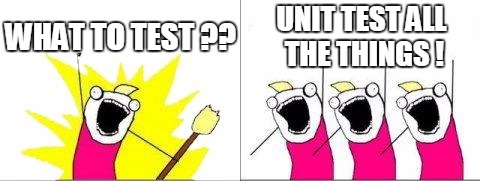 WHAT TO TEST ??
UNIT TEST ALL
THE THINGS !